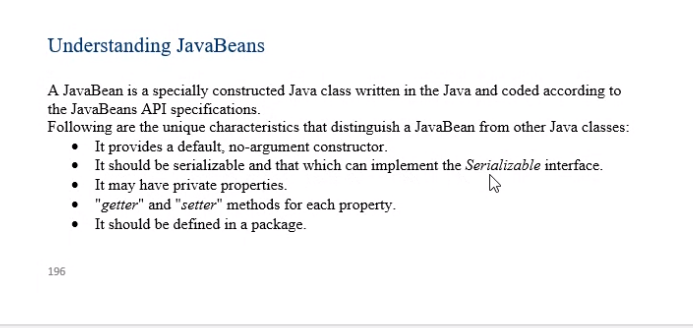 Understanding JavaBeans
A JavaBean is a specially constructed Java class written in the Java and coded according to
the JavaBeans API specifications.
Following are the unique characteristics that distinguish a JavaBean from other Java classes:
• It provides a default, no-argument constructor.
• It should be serializable and that which can implement the Serializable interface.
• It may have private properties.
• "getter" and "setter" methods for each property.
• It should be defined in a package.
196